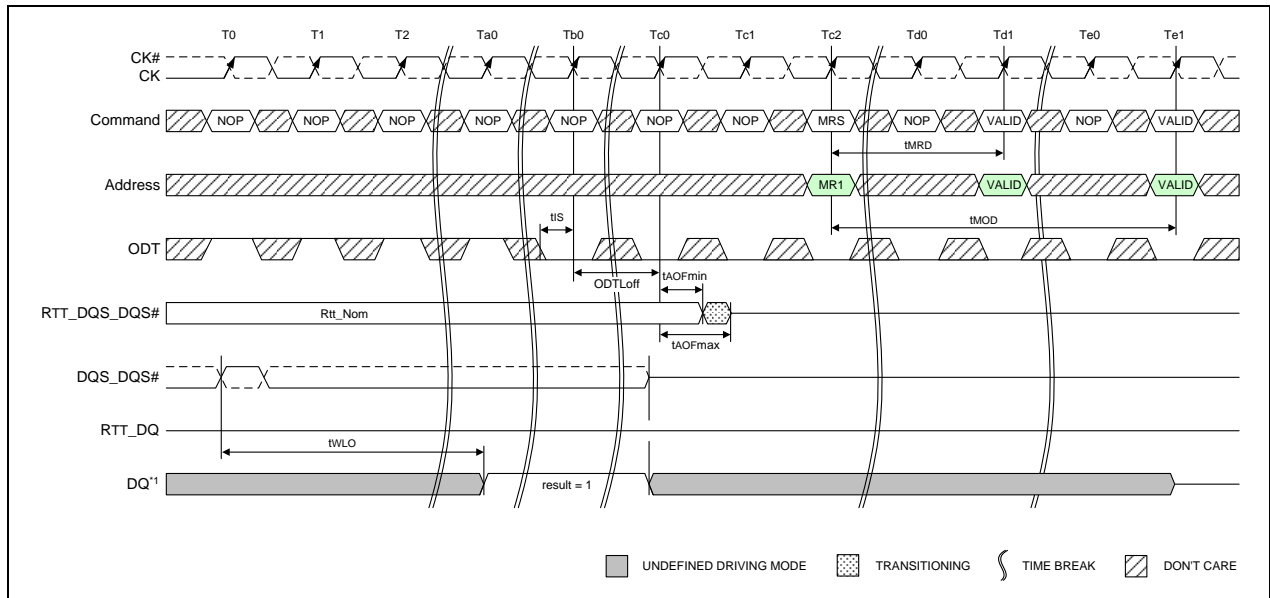 T0 T1 T2 Ta0 Tb0 Tc0 Tc1 Tc2 Td0 Td1 Te0 Te1
CK#
CK
Command NOP NOP NOP NOP NOP NOP NOP MRS NOP VALID NOP VALID
tMRD
Address MR1 VALID VALID
tIS tMOD
ODT
ODTLoff tAOFmin
RTT_DQS_DQS# Rtt_Nom
tAOFmax
DQS_DQS#
RTT_DQ
tWLO
DQ*1 result = 1
UNDEFINED DRIVING MODE TRANSITIONING TIME BREAK DON'T CARE